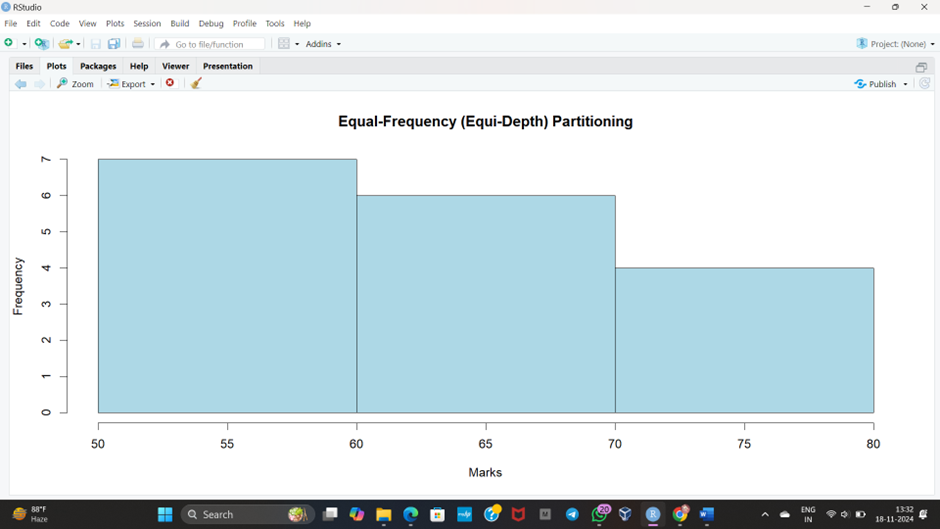 RStudio
File Edit Code View Plots Session Build Debug Profile Tools Help
Go to file/function Addins Project: (None)
Files Plots Packages Help Viewer Presentation
Zoom Export Publish
Equal-Frequency (Equi-Depth) Partitioning
7
6
5
4
3
2
1
0
Frequency
50 55 60 65 70 75 80
Marks
88°F
Haze
Search
20
ENG
IN
13:32
18-11-2024